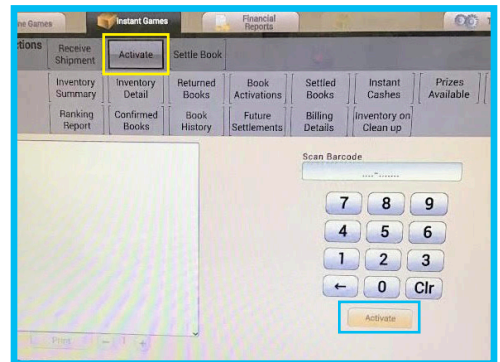 ne Games Instant Games Financial Reports
ctions Receive Shipment Activate Settle Book
Inventory Summary Inventory Detail Returned Books Book Activations Settled Books Instant Cashes Prizes Available
Ranking Report Confirmed Books Book History Future Settlements Billing Details Inventory on Clean up
Scan Barcode
....-.......
7 8 9
4 5 6
1 2 3
← 0 Clr
Activate
Print - 1 +